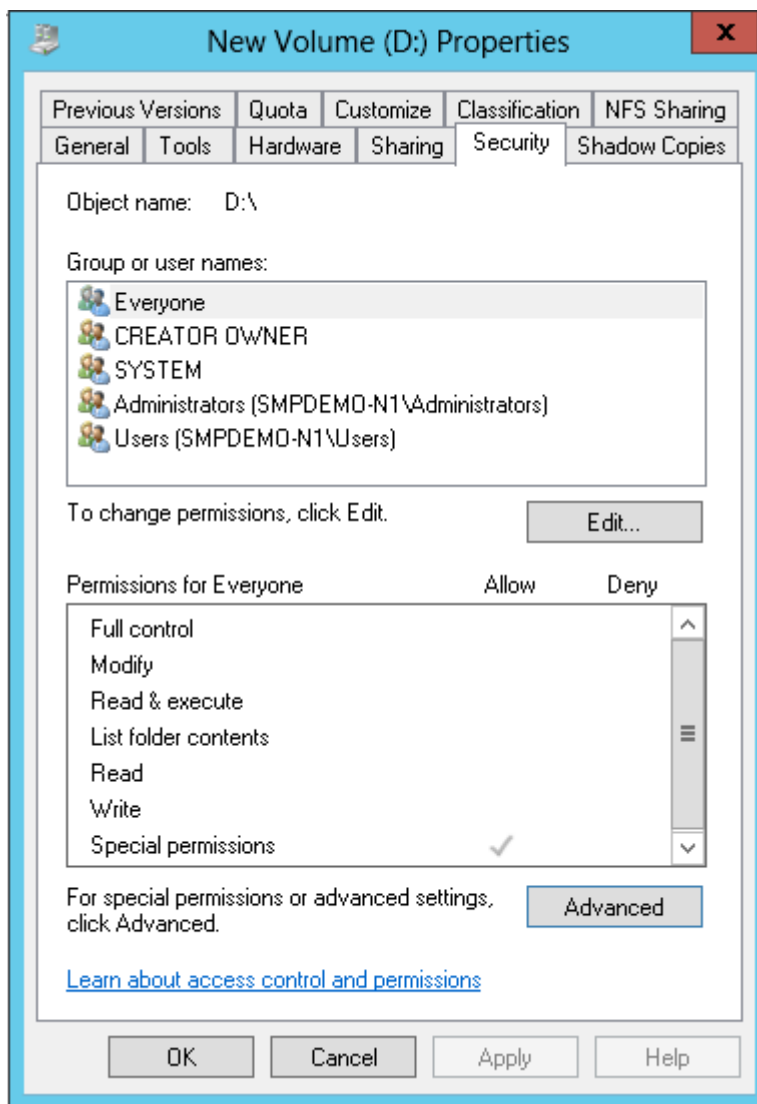 New Volume (D:) Properties
x
Previous Versions Quota Customize Classification NFS Sharing
General Tools Hardware Sharing Security Shadow Copies
Object name: D:\
Group or user names:
Everyone
CREATOR OWNER
SYSTEM
Administrators (SMPDEMO-N1\Administrators)
Users (SMPDEMO-N1\Users)
To change permissions, click Edit.
Edit...
Permissions for Everyone Allow Deny
Full control
Modify
Read & execute
List folder contents
Read
Write
Special permissions
For special permissions or advanced settings,
click Advanced.
Advanced
Learn about access control and permissions
OK Cancel Apply Help